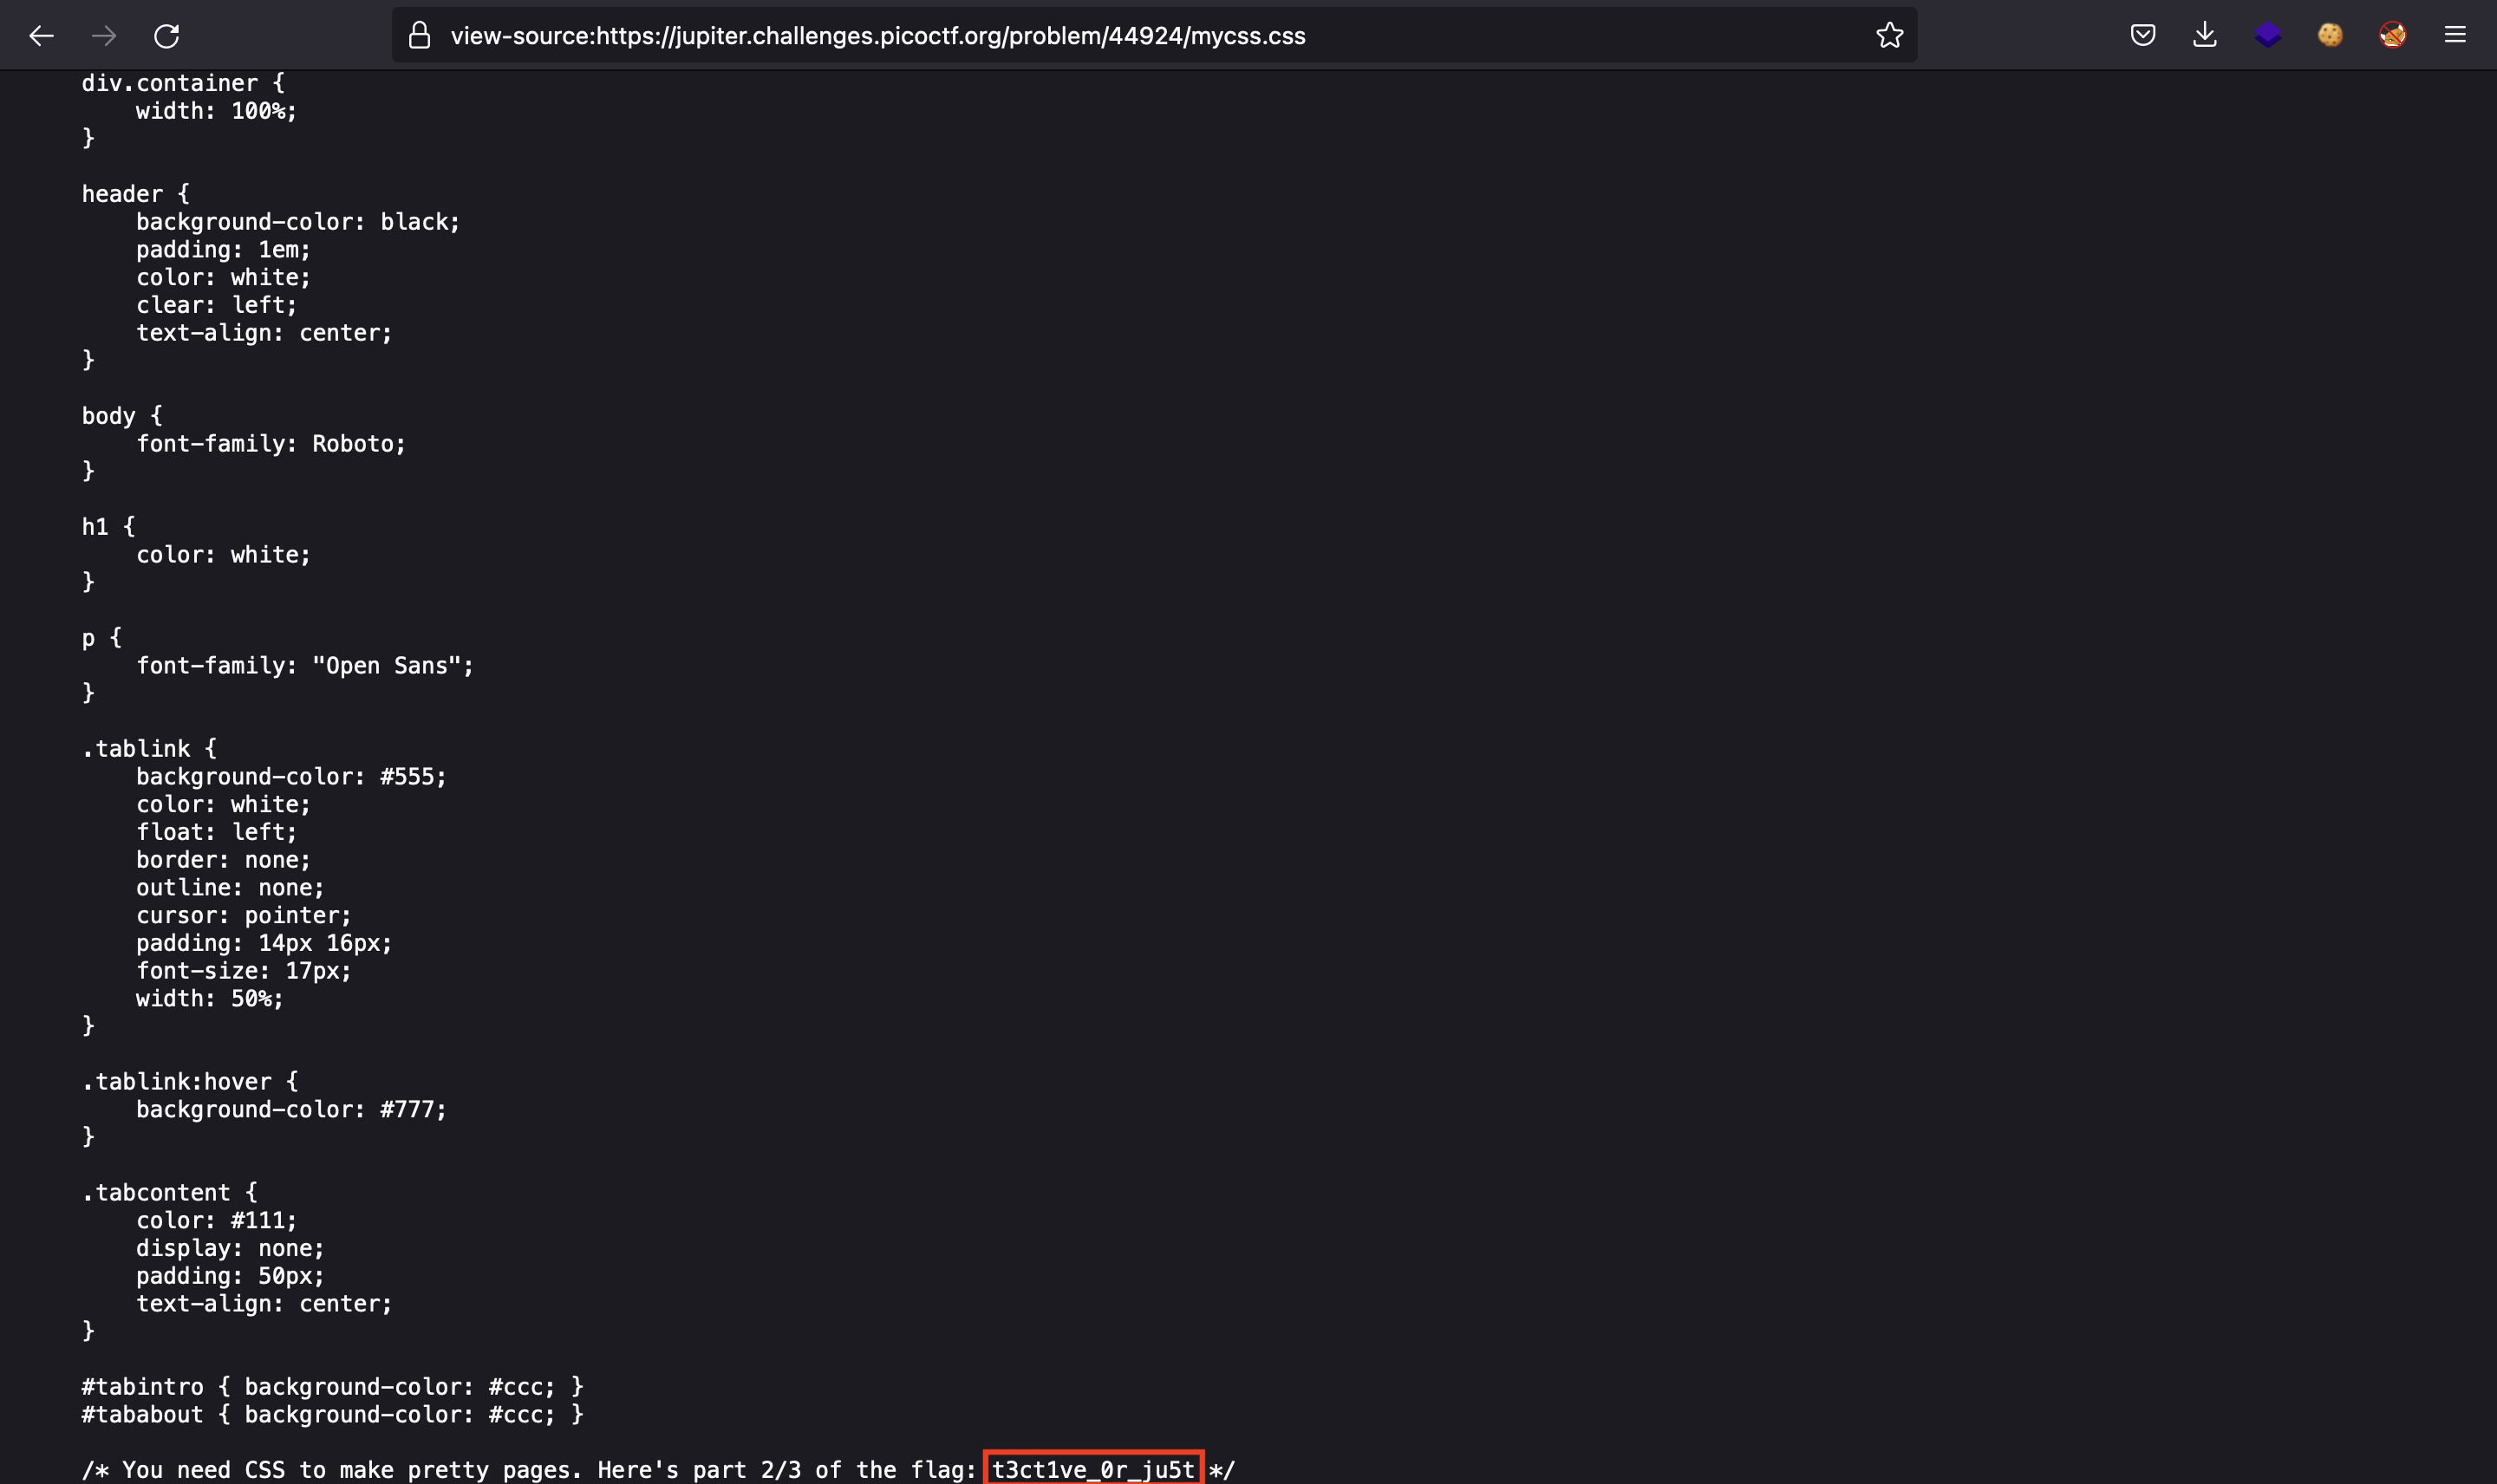 view-source:https://jupiter.challenges.picoctf.org/problem/44924/mycss.css
div.container {
    width: 100%;
}

header {
    background-color: black;
    padding: 1em;
    color: white;
    clear: left;
    text-align: center;
}

body {
    font-family: Roboto;
}

h1 {
    color: white;
}

p {
    font-family: "Open Sans";
}

.tablink {
    background-color: #555;
    color: white;
    float: left;
    border: none;
    outline: none;
    cursor: pointer;
    padding: 14px 16px;
    font-size: 17px;
    width: 50%;
}

.tablink:hover {
    background-color: #777;
}

.tabcontent {
    color: #111;
    display: none;
    padding: 50px;
    text-align: center;
}

#tabintro { background-color: #ccc; }
#tababout { background-color: #ccc; }

/* You need CSS to make pretty pages. Here's part 2/3 of the flag: t3ct1ve_0r_ju5t */